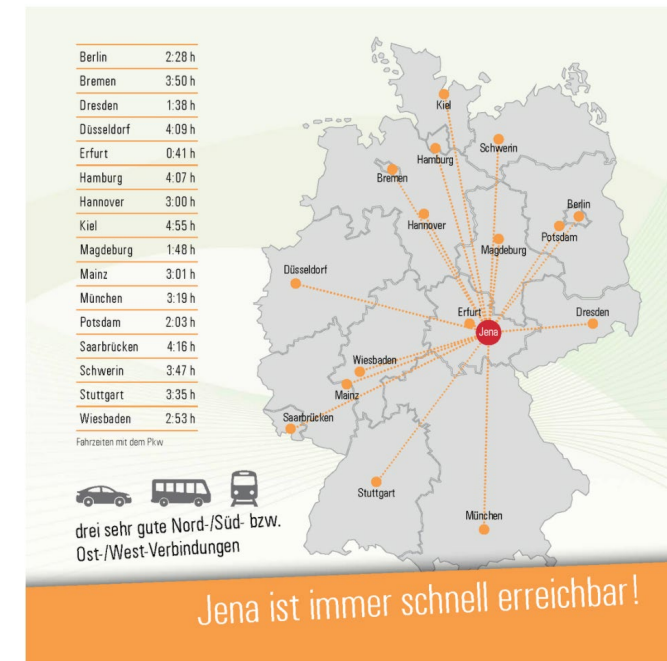 Berlin 2:28 h
Bremen 3:50 h
Dresden 1:38 h
Düsseldorf 4:09 h
Erfurt 0:41 h
Hamburg 4:07 h
Hannover 3:00 h
Kiel 4:55 h
Magdeburg 1:48 h
Mainz 3:01 h
München 3:19 h
Potsdam 2:03 h
Saarbrücken 4:16 h
Schwerin 3:47 h
Stuttgart 3:35 h
Wiesbaden 2:53 h
Fahrzeiten mit dem Pkw
drei sehr gute Nord-/Süd- bzw.
Ost-/West-Verbindungen
Kiel
Schwerin
Hamburg
Bremen
Berlin
Hannover
Potsdam
Magdeburg
Düsseldorf
Erfurt
Dresden
Jena
Wiesbaden
Mainz
Saarbrücken
Stuttgart
München
Jena ist immer schnell erreichbar!